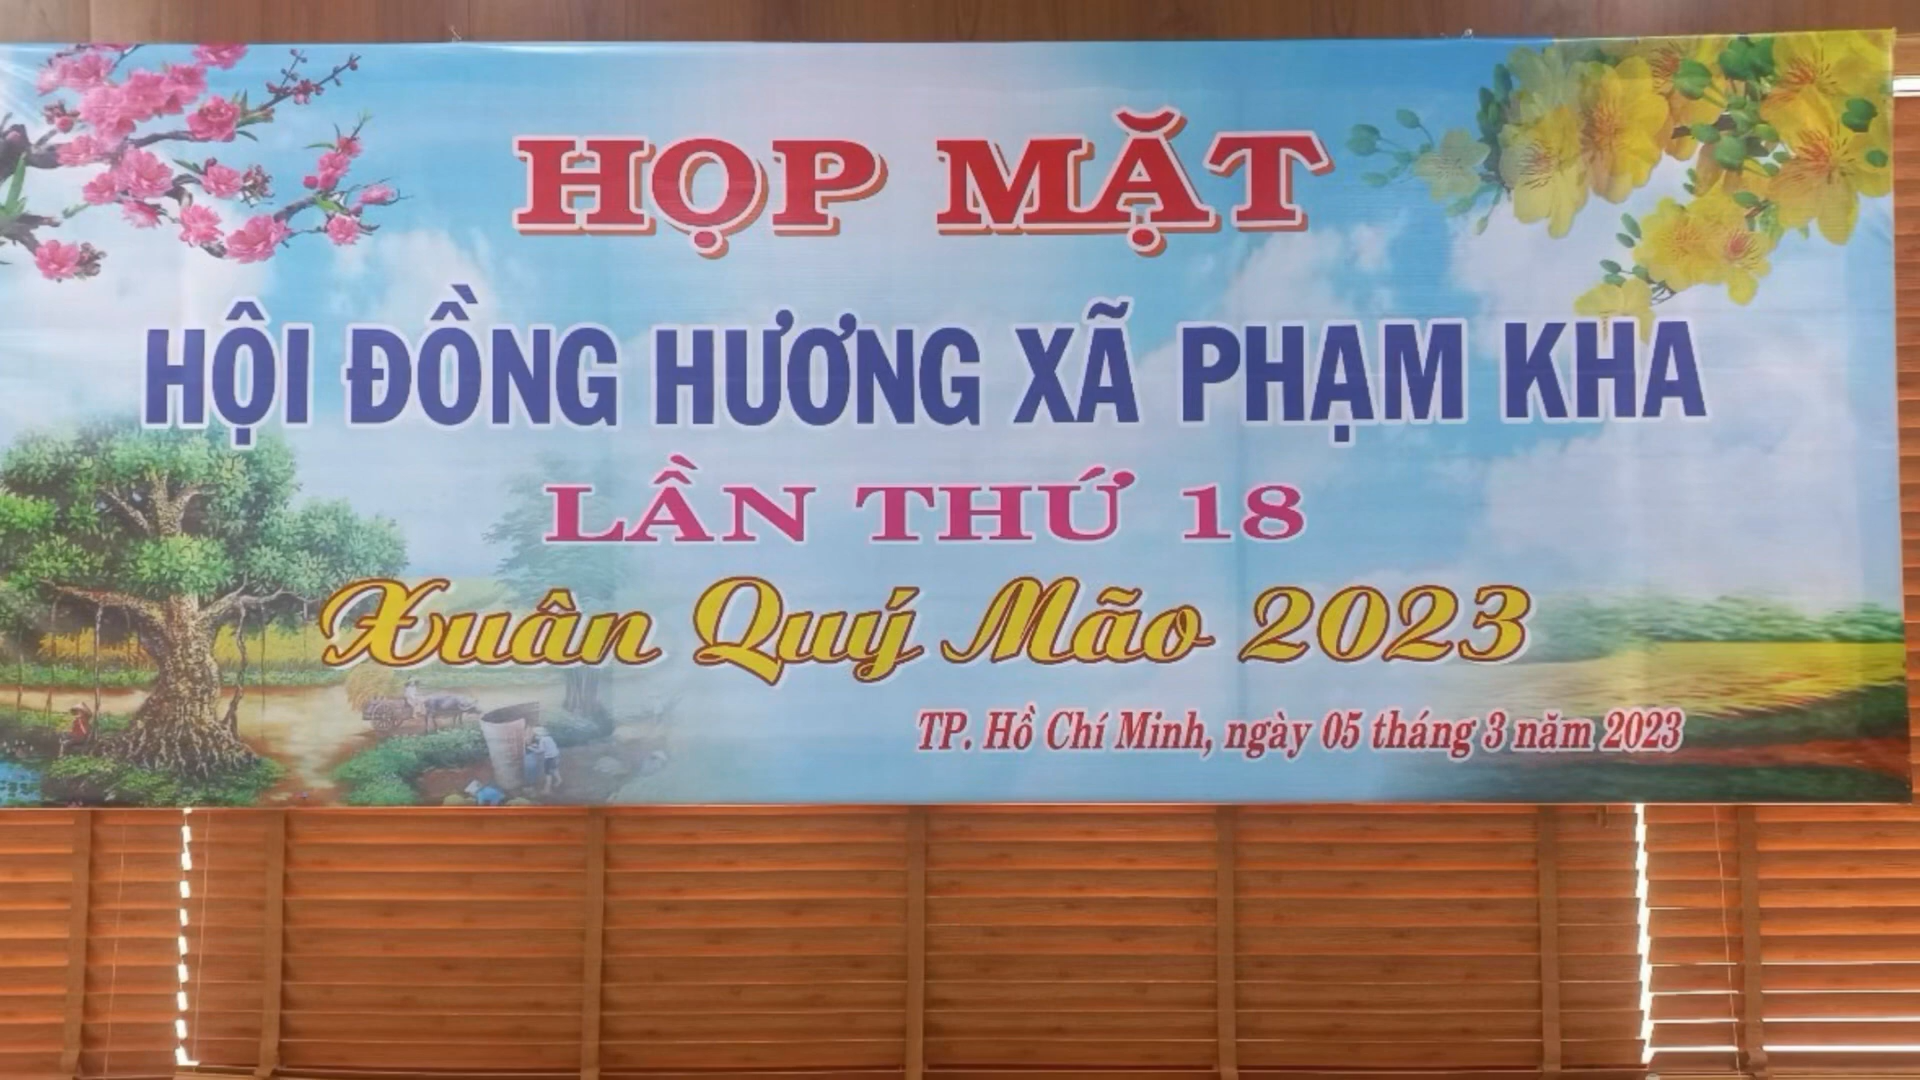 HỌP MẶT
HỘI ĐỒNG HƯƠNG XÃ PHẠM KHA
LẦN THỨ 18
Xuân Quý Mão 2023
TP. Hồ Chí Minh, ngày 05 tháng 3 năm 2023